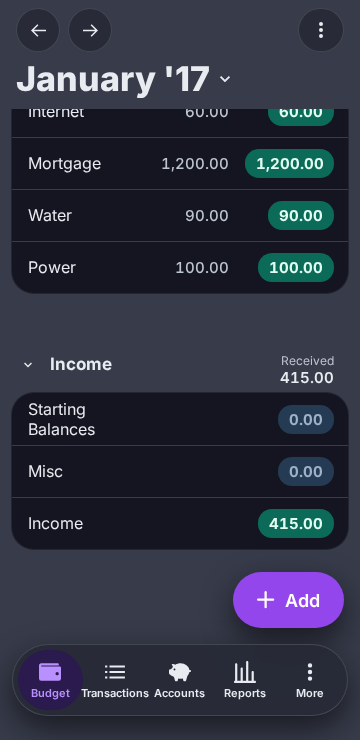 January '17
Internet 60.00 60.00
Mortgage 1,200.00 1,200.00
Water 90.00 90.00
Power 100.00 100.00
Income Received
415.00
Starting
Balances 0.00
Misc 0.00
Income 415.00
+ Add
Budget Transactions Accounts Reports More